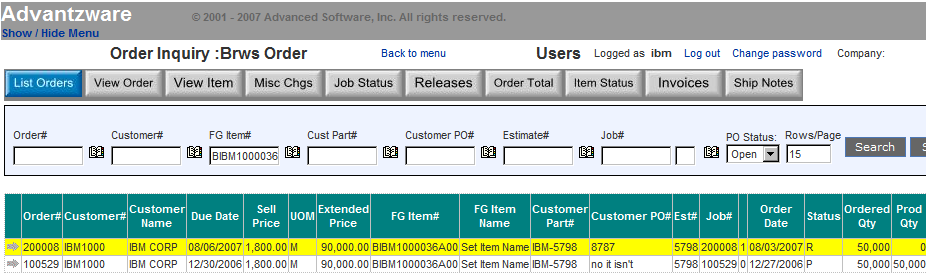 Advantzware © 2001 - 2007 Advanced Software, Inc. All rights reserved.
Show / Hide Menu
Order Inquiry :Brws Order Back to menu Users Logged as ibm Log out Change password Company:
List Orders View Order View Item Misc Chgs Job Status Releases Order Total Item Status Invoices Ship Notes
Order# Customer# FG Item# Cust Part# Customer PO# Estimate# Job# PO Status: Rows/Page
BIBM1000036 Open 15 Search
Order# Customer# Customer Name Due Date Sell Price UOM Extended Price FG Item# FG Item Name Customer Part# Customer PO# Est# Job# Order Date Status Ordered Qty Prod Qty
200008 IBM1000 IBM CORP 08/06/2007 1,800.00 M 90,000.00 BIBM1000036A00 Set Item Name IBM-5798 8787 5798 200008 1 08/03/2007 R 50,000 0
100529 IBM1000 IBM CORP 12/30/2006 1,800.00 M 90,000.00 BIBM1000036A00 Set Item Name IBM-5798 no it isn't 5798 100529 0 12/27/2006 P 50,000 50,000